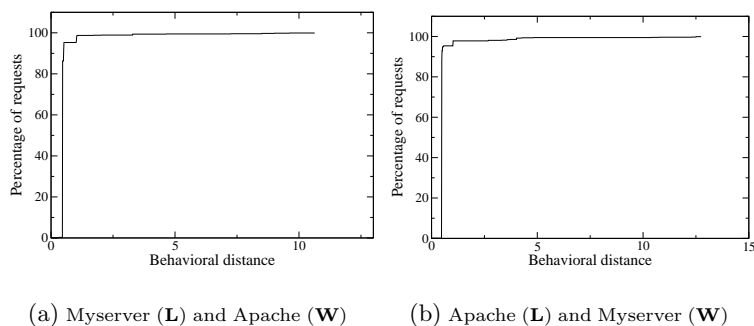 100
80
60
40
20
0
Percentage of requests
0 5 10
Behavioral distance
100
80
60
40
20
0
Percentage of requests
0 5 10 15
Behavioral distance
(a) Myserver (L) and Apache (W)
(b) Apache (L) and Myserver (W)